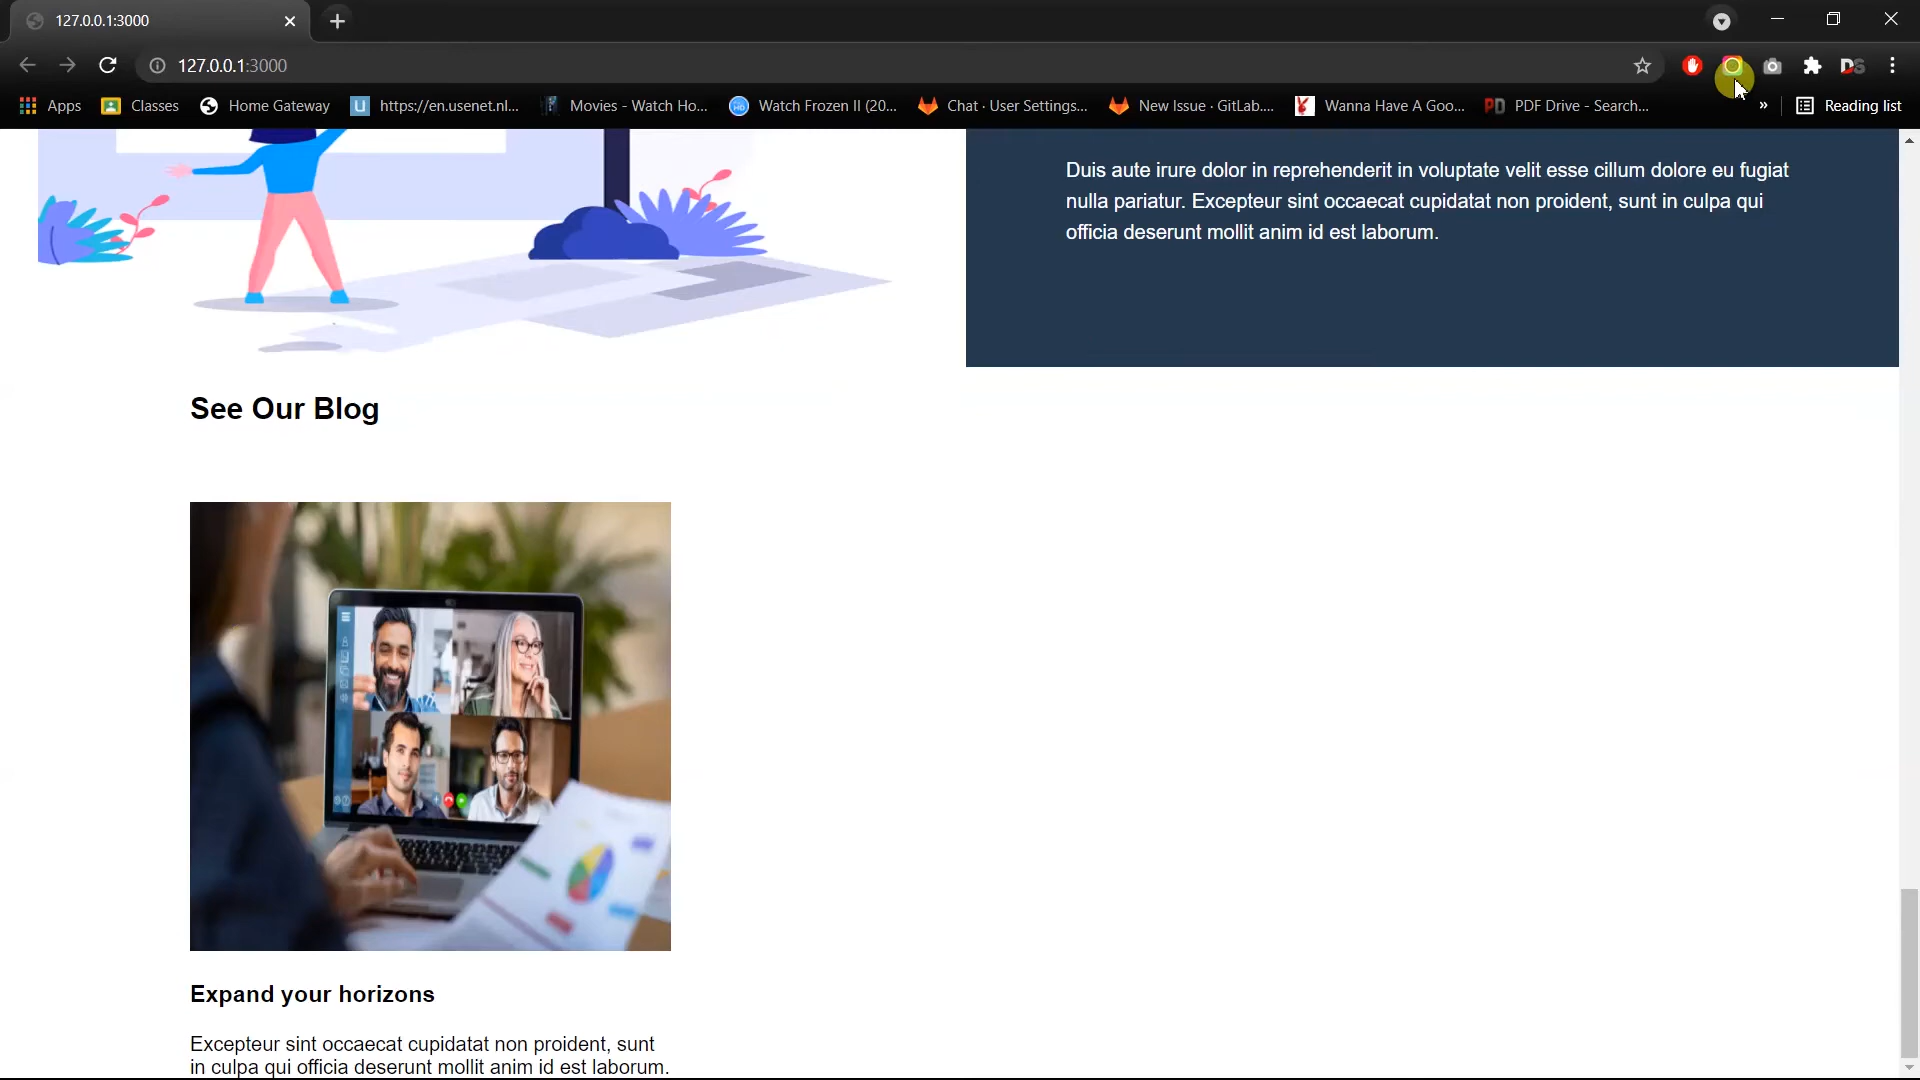 127.0.0.1:3000
127.0.0.1:3000
Apps Classes Home Gateway U https://en.usenet.nl... Movies - Watch Ho... HD Watch Frozen II (20... Chat · User Settings... New Issue · GitLab.... Wanna Have A Goo... PD PDF Drive - Search... » Reading list
DS
Duis aute irure dolor in reprehenderit in voluptate velit esse cillum dolore eu fugiat
nulla pariatur. Excepteur sint occaecat cupidatat non proident, sunt in culpa qui
officia deserunt mollit anim id est laborum.
See Our Blog
Expand your horizons
Excepteur sint occaecat cupidatat non proident, sunt
in culpa qui officia deserunt mollit anim id est laborum.